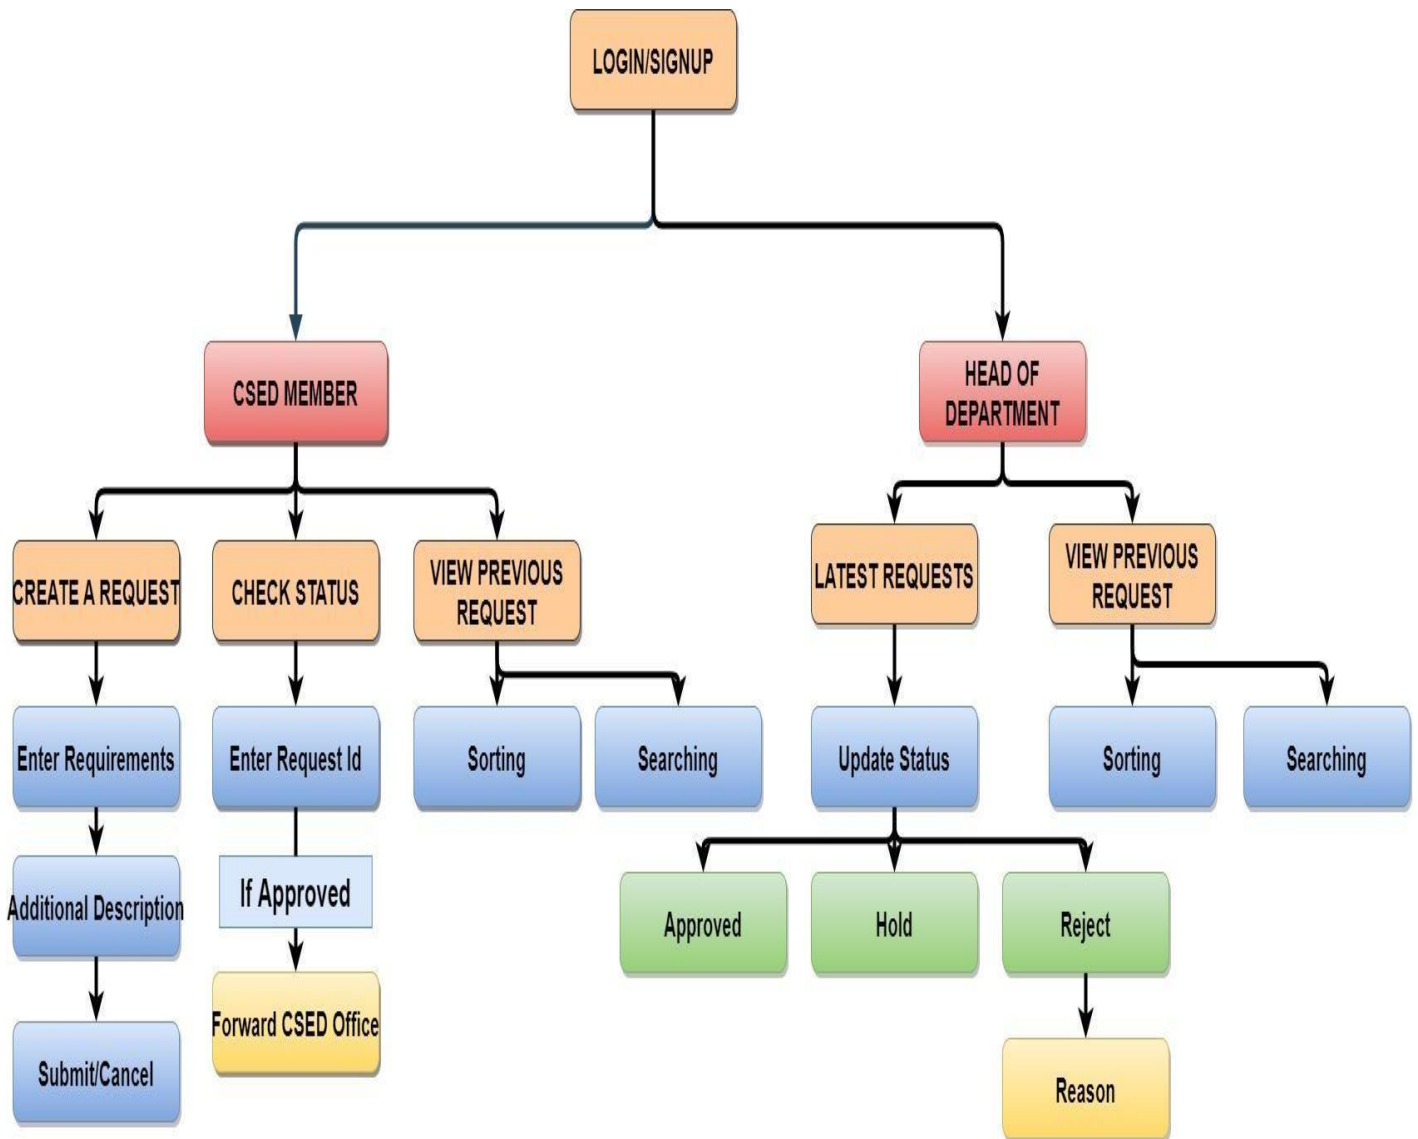 LOGIN/SIGNUP
CSED MEMBER
HEAD OF
DEPARTMENT
CREATE A REQUEST
CHECK STATUS
VIEW PREVIOUS
REQUEST
LATEST REQUESTS
VIEW PREVIOUS
REQUEST
Enter Requirements
Enter Request Id
Sorting
Searching
Update Status
Sorting
Searching
Additional Description
If Approved
Approved
Hold
Reject
Forward CSED Office
Submit/Cancel
Reason